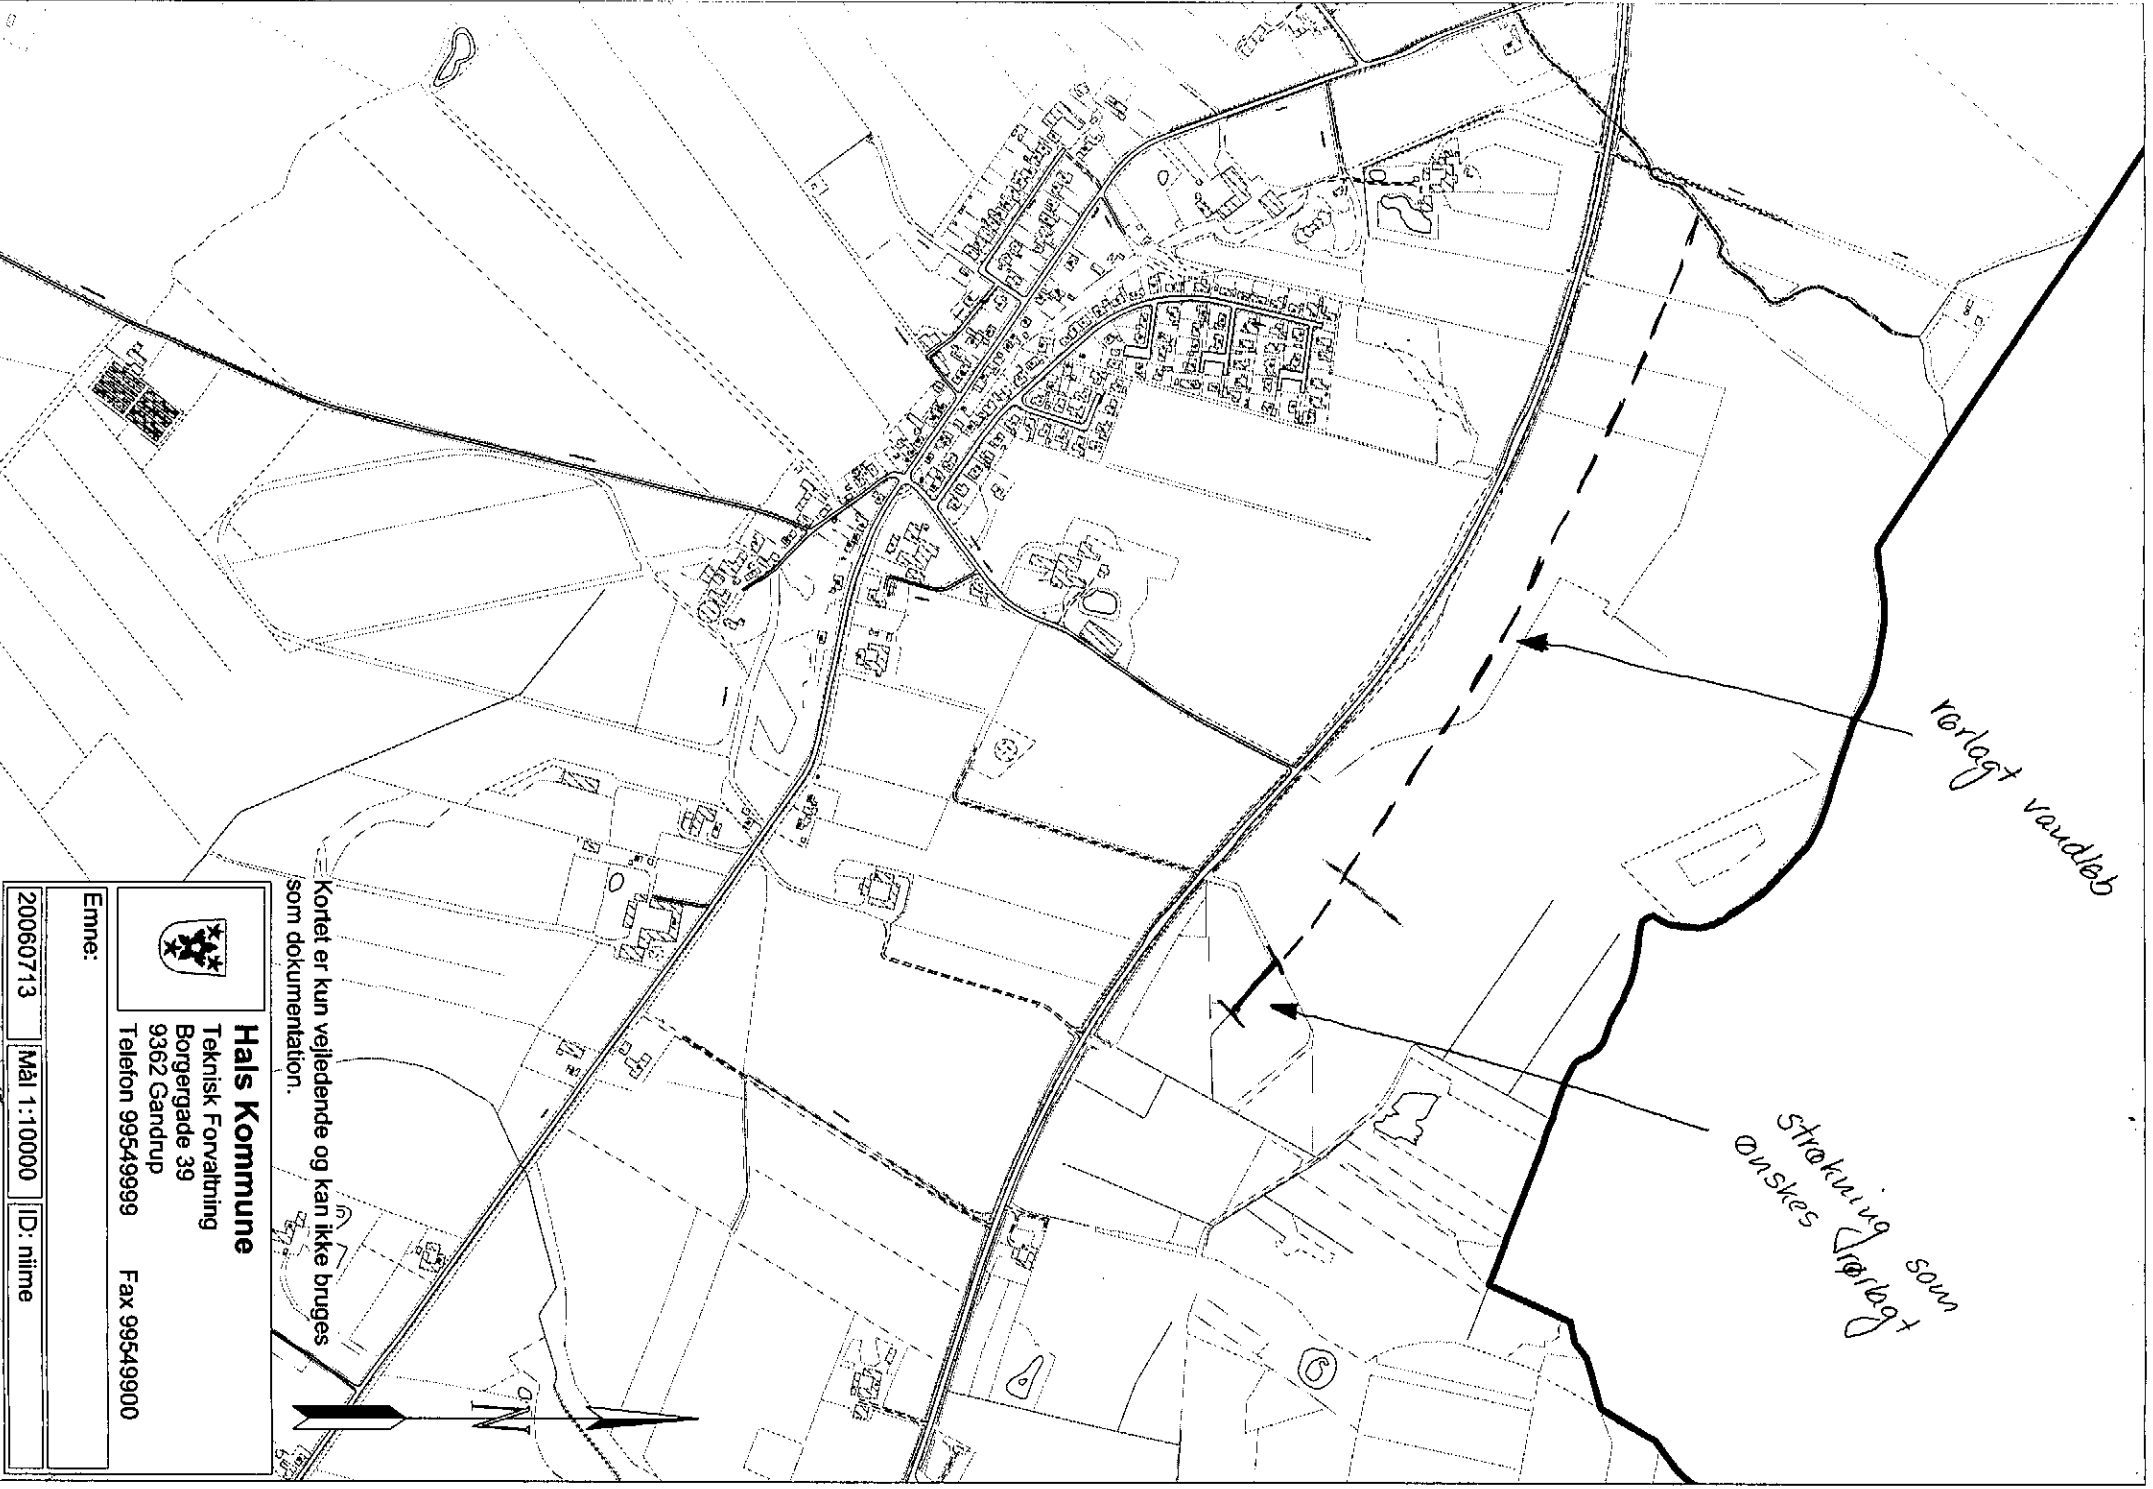 rørlagt vandløb
strækning som
ønskes rørlagt
Kortet er kun vejledende og kan ikke bruges
som dokumentation.
Hals Kommune
Teknisk Forvaltning
Borgergade 39
9362 Gandrup
Telefon 99549999 Fax 99549900
Emne:
20060713 Mål 1:10000 ID: niime
N